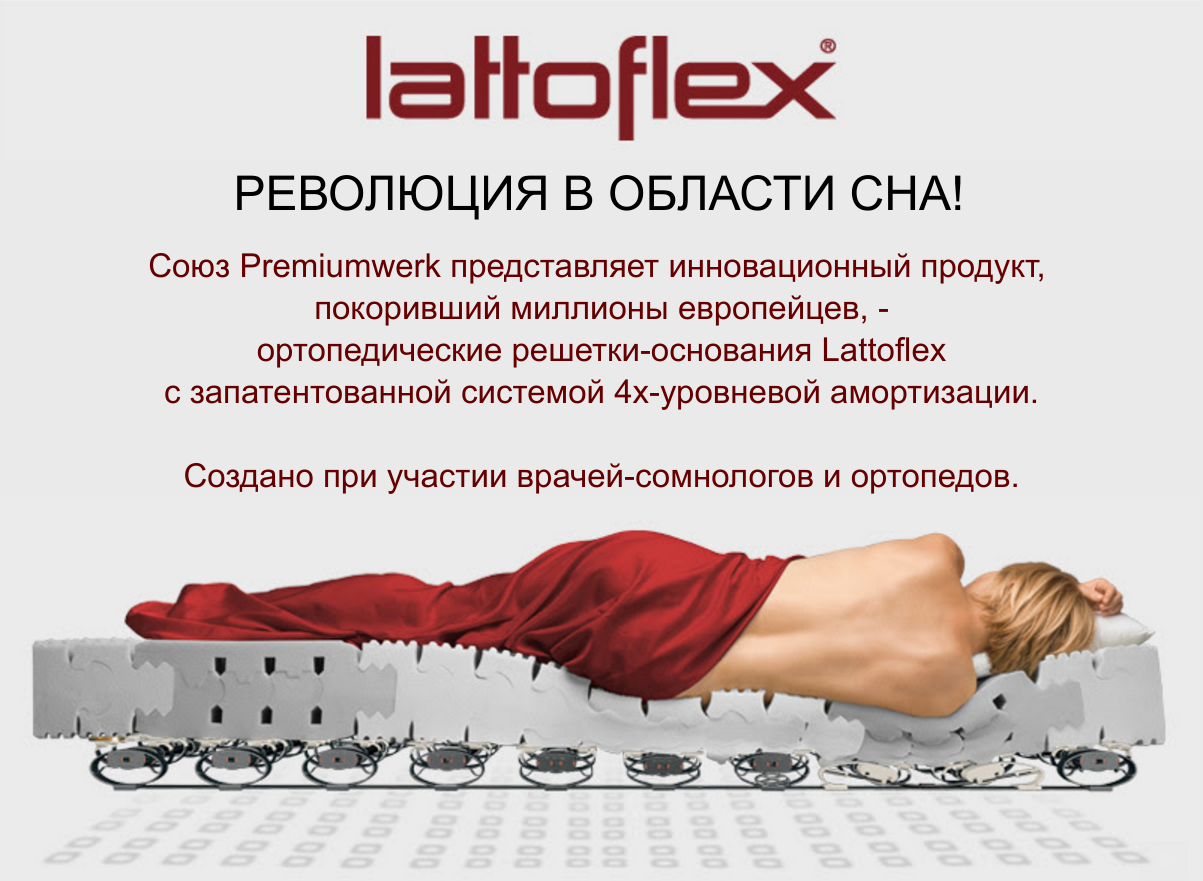 lattoflex®
РЕВОЛЮЦИЯ В ОБЛАСТИ СНА!
Союз Premiumwerk представляет инновационный продукт,
покоривший миллионы европейцев, -
ортопедические решетки-основания Lattoflex
с запатентованной системой 4х-уровневой амортизации.
Создано при участии врачей-сомнологов и ортопедов.